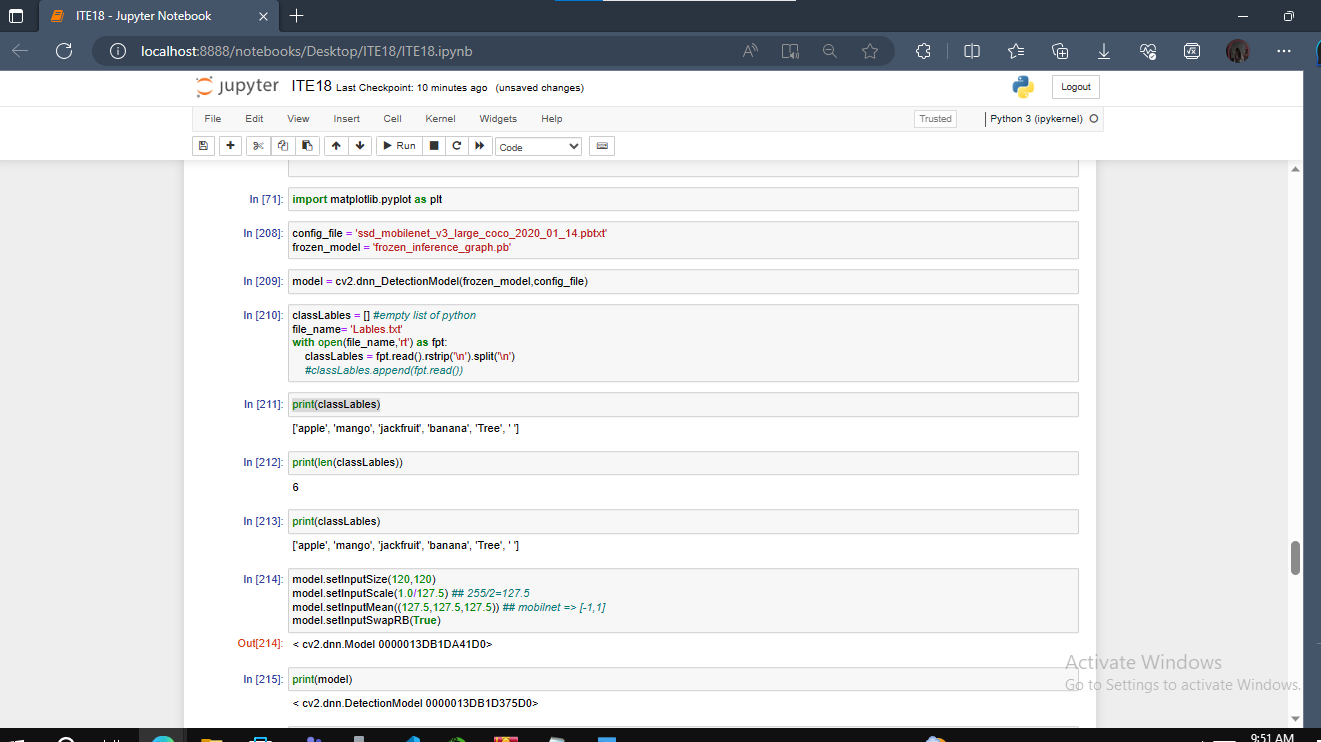 ITE18 - Jupyter Notebook
localhost:8888/notebooks/Desktop/ITE18/ITE18.ipynb
jupyter ITE18 Last Checkpoint: 10 minutes ago (unsaved changes)
Logout
File Edit View Insert Cell Kernel Widgets Help
Trusted Python 3 (ipykernel)
Run Code
In [71]: import matplotlib.pyplot as plt
In [208]: config_file = 'ssd_mobilenet_v3_large_coco_2020_01_14.pbtxt'
frozen_model = 'frozen_inference_graph.pb'
In [209]: model = cv2.dnn_DetectionModel(frozen_model,config_file)
In [210]: classLables = [] #empty list of python
file_name= 'Lables.txt'
with open(file_name,'rt') as fpt:
classLables = fpt.read().rstrip('\n').split('\n')
#classLables.append(fpt.read())
In [211]: print(classLables)
['apple', 'mango', 'jackfruit', 'banana', 'Tree', ' ']
In [212]: print(len(classLables))
6
In [213]: print(classLables)
['apple', 'mango', 'jackfruit', 'banana', 'Tree', ' ']
In [214]: model.setInputSize(120,120)
model.setInputScale(1.0/127.5) ## 255/2=127.5
model.setInputMean((127.5,127.5,127.5)) ## mobilnet => [-1,1]
model.setInputSwapRB(True)
Out[214]: < cv2.dnn.Model 0000013DB1DA41D0>
In [215]: print(model)
< cv2.dnn.DetectionModel 0000013DB1D375D0>
Activate Windows
Go to Settings to activate Windows.
9:51 AM